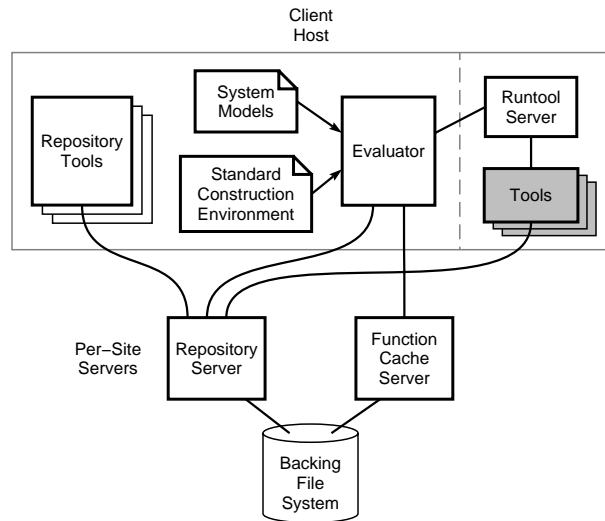 Client
Host
System
Models
Repository
Tools
Standard
Construction
Environment
Evaluator
Runtool
Server
Tools
Per−Site
Servers
Repository
Server
Function
Cache
Server
Backing
File
System